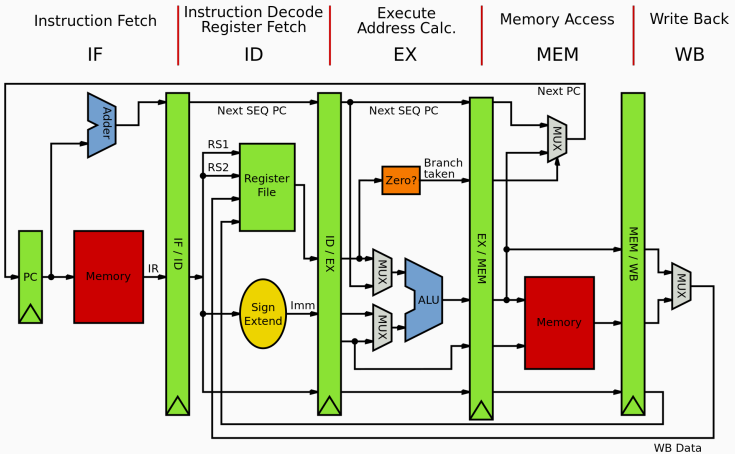 Instruction Fetch
IF
Instruction Decode
Register Fetch
ID
Execute
Address Calc.
EX
Memory Access
MEM
Write Back
WB
Next PC
Adder
Next SEQ PC
Next SEQ PC
MUX
RS1
RS2
Register
File
Zero?
Branch
taken
PC
Memory
IR
IF / ID
ID / EX
EX / MEM
MEM / WB
MUX
MUX
ALU
Sign
Extend
Imm
Memory
MUX
WB Data